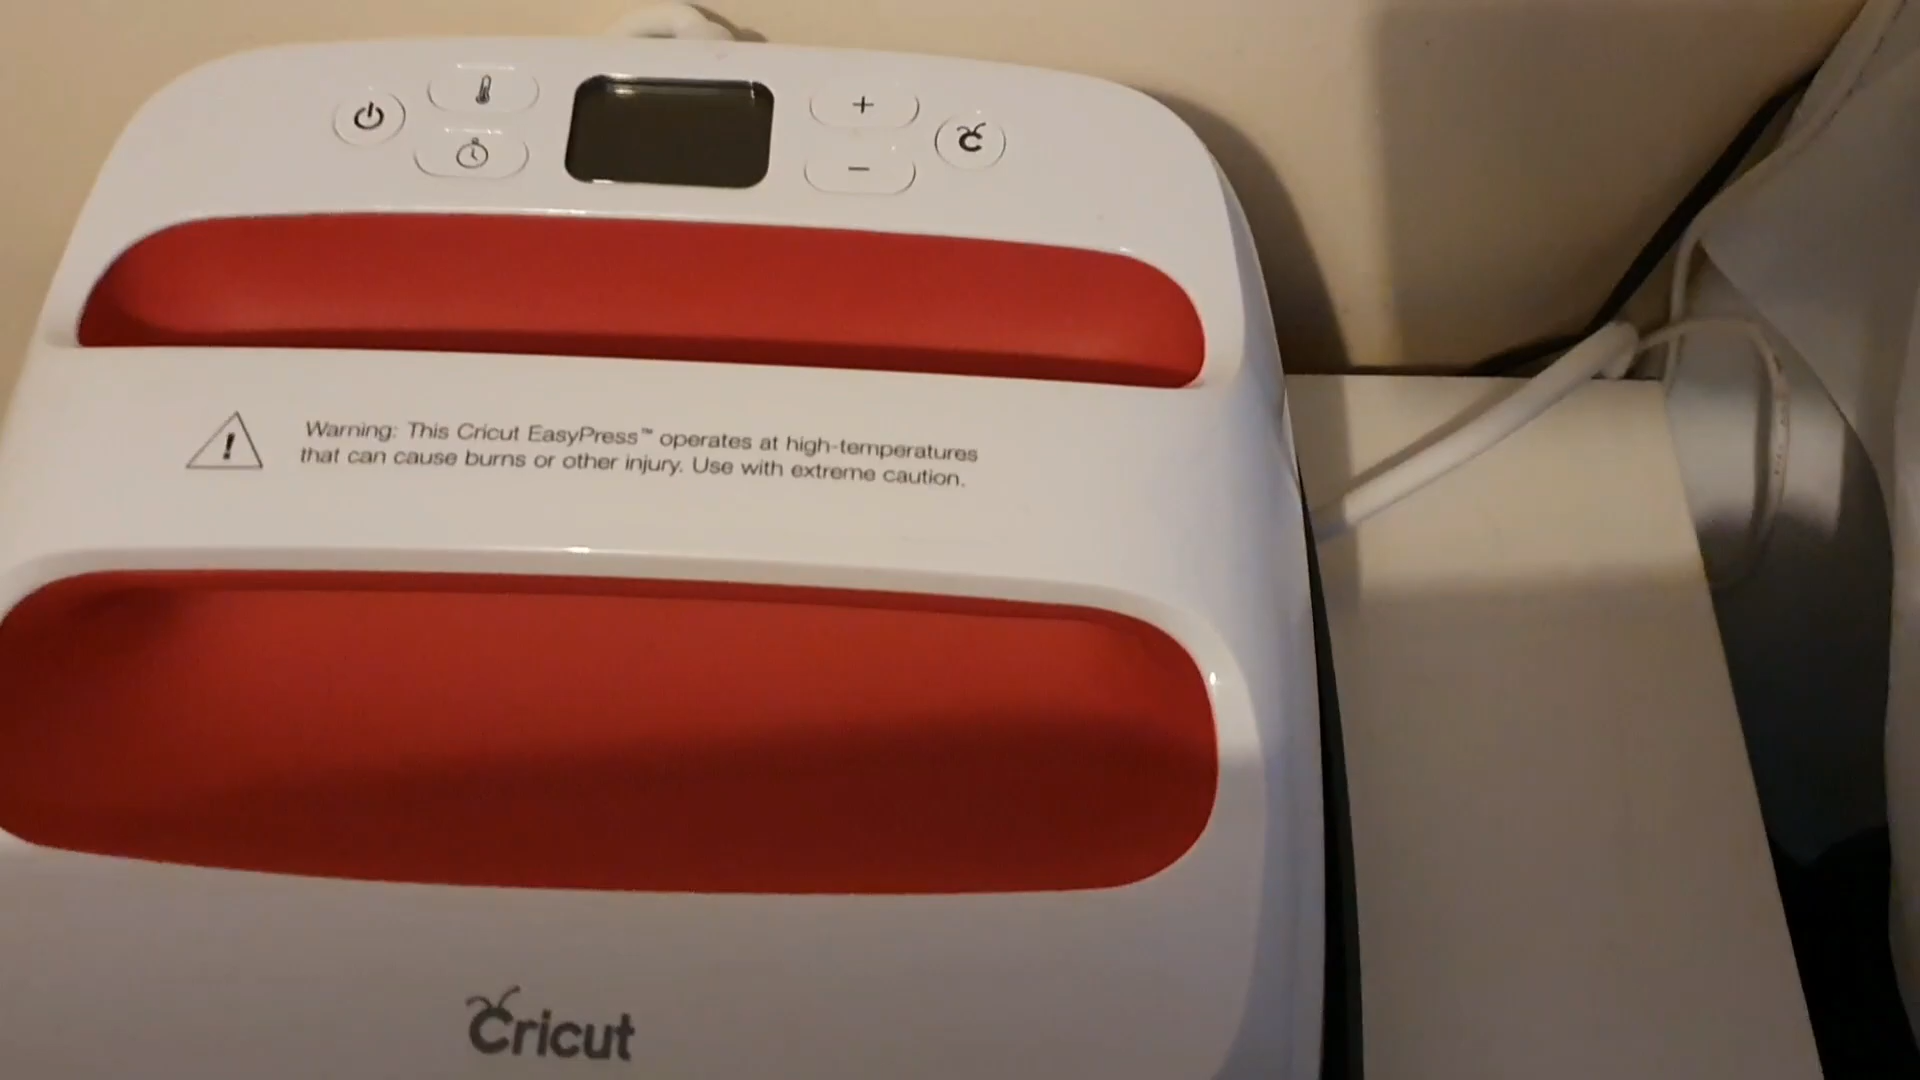 Warning: This Cricut EasyPress™ operates at high-temperatures
that can cause burns or other injury. Use with extreme caution.
Cricut